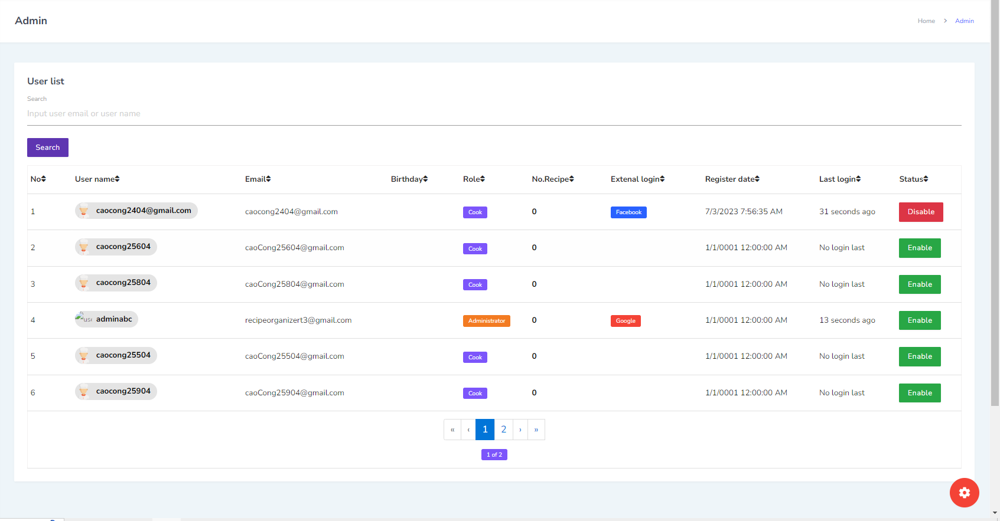 Admin
Home > Admin
User list
Search
Input user email or user name
Search
No User name Email Birthday Role No.Recipe Extenal login Register date Last login Status
1 caocong2404@gmail.com caocong2404@gmail.com Cook 0 Facebook 7/3/2023 7:56:35 AM 31 seconds ago Disable
2 caocong25604 caoCong25604@gmail.com Cook 0 1/1/0001 12:00:00 AM No login last Enable
3 caocong25804 caoCong25804@gmail.com Cook 0 1/1/0001 12:00:00 AM No login last Enable
4 use adminabc recipeorganizert3@gmail.com Administrator 0 Google 1/1/0001 12:00:00 AM 13 seconds ago Enable
5 caocong25504 caoCong25504@gmail.com Cook 0 1/1/0001 12:00:00 AM No login last Enable
6 caocong25904 caoCong25904@gmail.com Cook 0 1/1/0001 12:00:00 AM No login last Enable
« ‹ 1 2 › »
1 of 2